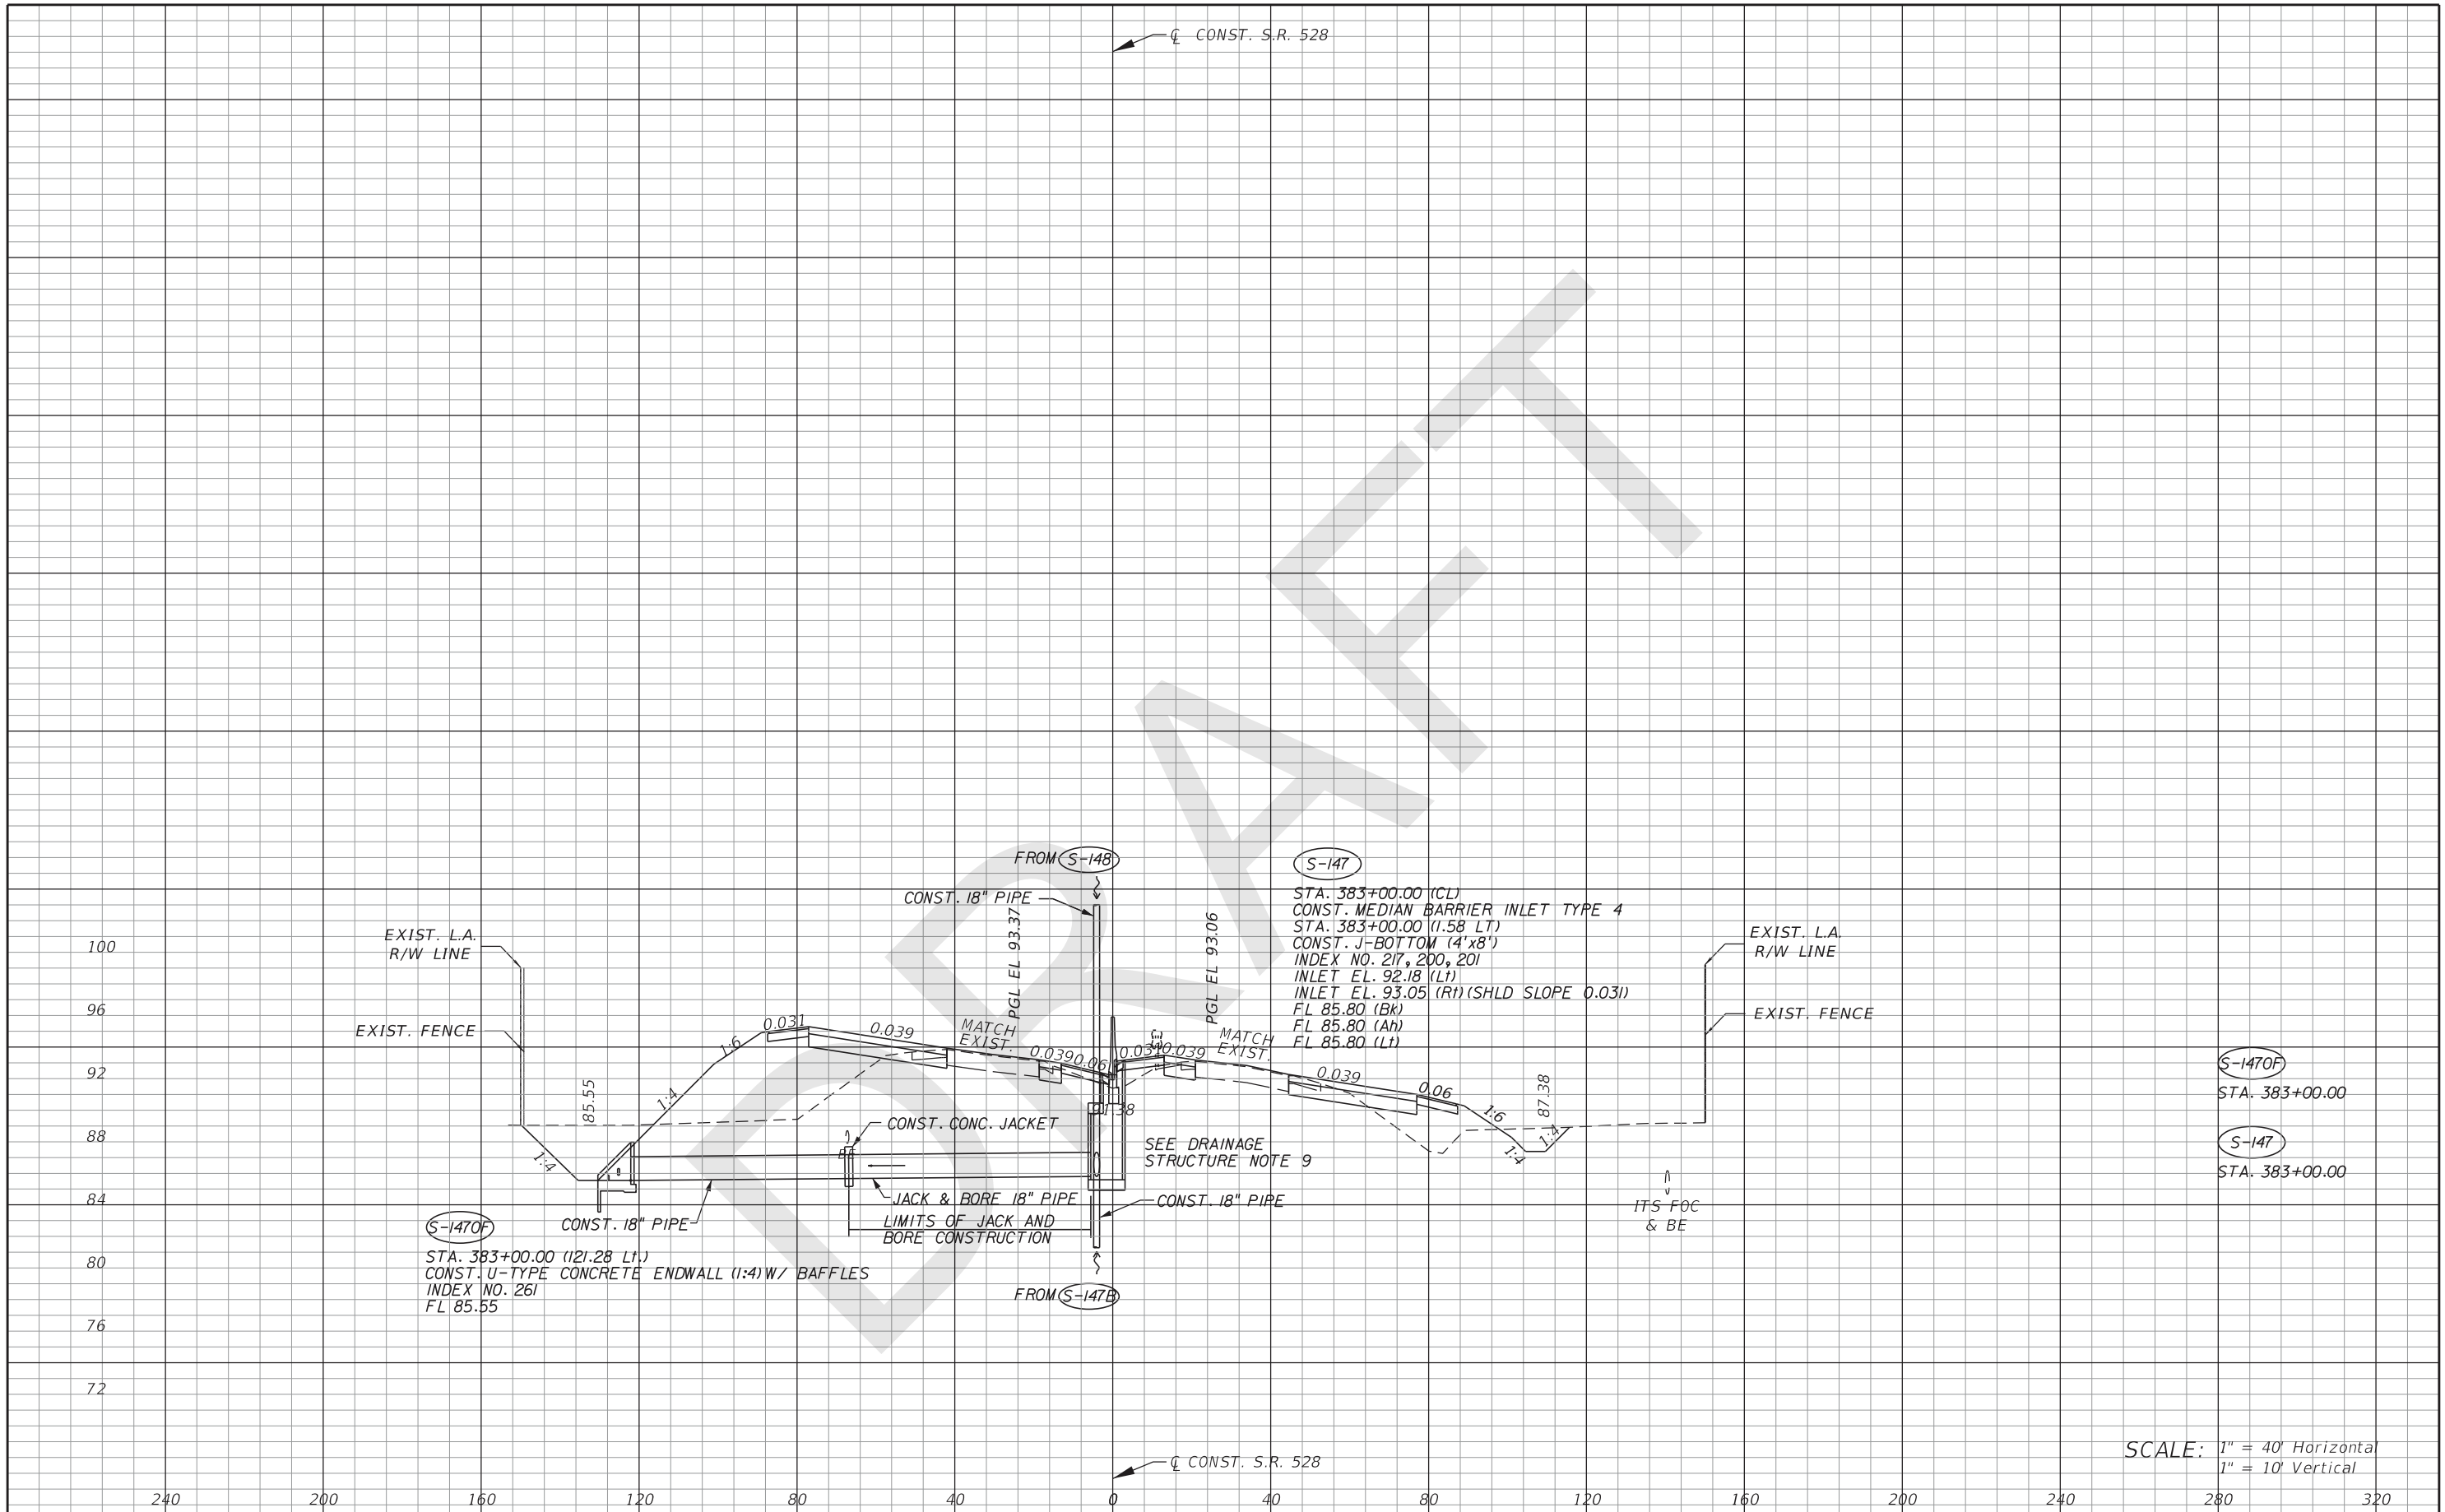 ℄ CONST. S.R. 528
DRAFT
FROM S-148
CONST. 18" PIPE
PGL EL 93.37
PGL EL 93.06
S-147
STA. 383+00.00 (CL)
CONST. MEDIAN BARRIER INLET TYPE 4
STA. 383+00.00 (1.58 LT)
CONST. J-BOTTOM (4'x8')
INDEX NO. 217, 200, 201
INLET EL. 92.18 (Lt)
INLET EL. 93.05 (Rt) (SHLD SLOPE 0.031)
FL 85.80 (Bk)
FL 85.80 (Ah)
FL 85.80 (Lt)
EXIST. L.A.
R/W LINE
EXIST. FENCE
EXIST. L.A.
R/W LINE
EXIST. FENCE
100
96
92
88
84
80
76
72
1:4
85.55
1:4
1:6
0.031
0.039
MATCH
EXIST.
0.039
0.06
0.031
0.039
MATCH
EXIST.
0.039
0.06
1:6
1:4
1:4
87.38
CONST. CONC. JACKET
BE
SEE DRAINAGE
STRUCTURE NOTE 9
JACK & BORE 18" PIPE
CONST. 18" PIPE
LIMITS OF JACK AND
BORE CONSTRUCTION
CONST. 18" PIPE
FROM S-147B
S-147OF
STA. 383+00.00 (121.28 Lt.)
CONST. U-TYPE CONCRETE ENDWALL (1:4) W/ BAFFLES
INDEX NO. 261
FL 85.55
ITS FOC
& BE
S-147OF
STA. 383+00.00
S-147
STA. 383+00.00
℄ CONST. S.R. 528
SCALE: 1" = 40' Horizontal
1" = 10' Vertical
240 200 160 120 80 40 0 40 80 120 160 200 240 280 320